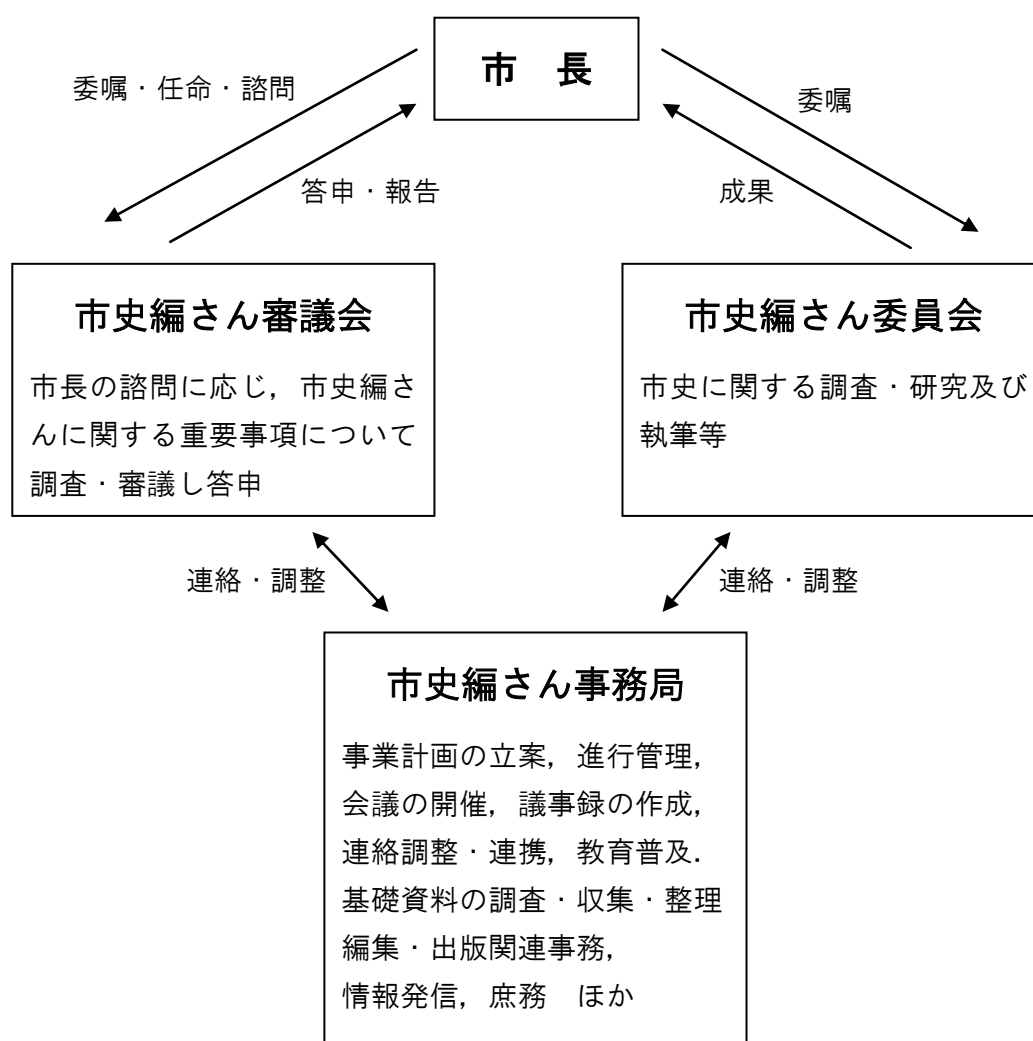 市　長
委嘱・任命・諮問
委嘱
答申・報告
成果
市史編さん審議会
市長の諮問に応じ，市史編さ
んに関する重要事項について
調査・審議し答申
市史編さん委員会
市史に関する調査・研究及び
執筆等
連絡・調整
連絡・調整
市史編さん事務局
事業計画の立案，進行管理，
会議の開催，議事録の作成，
連絡調整・連携，教育普及．
基礎資料の調査・収集・整理
編集・出版関連事務，
情報発信，庶務　ほか